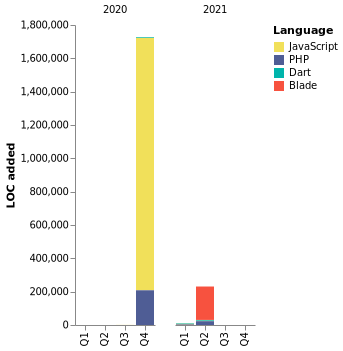 2020 2021
Language
JavaScript
PHP
Dart
Blade
LOC added
1,800,000
1,600,000
1,400,000
1,200,000
1,000,000
800,000
600,000
400,000
200,000
0
Q1 Q2 Q3 Q4 Q1 Q2 Q3 Q4